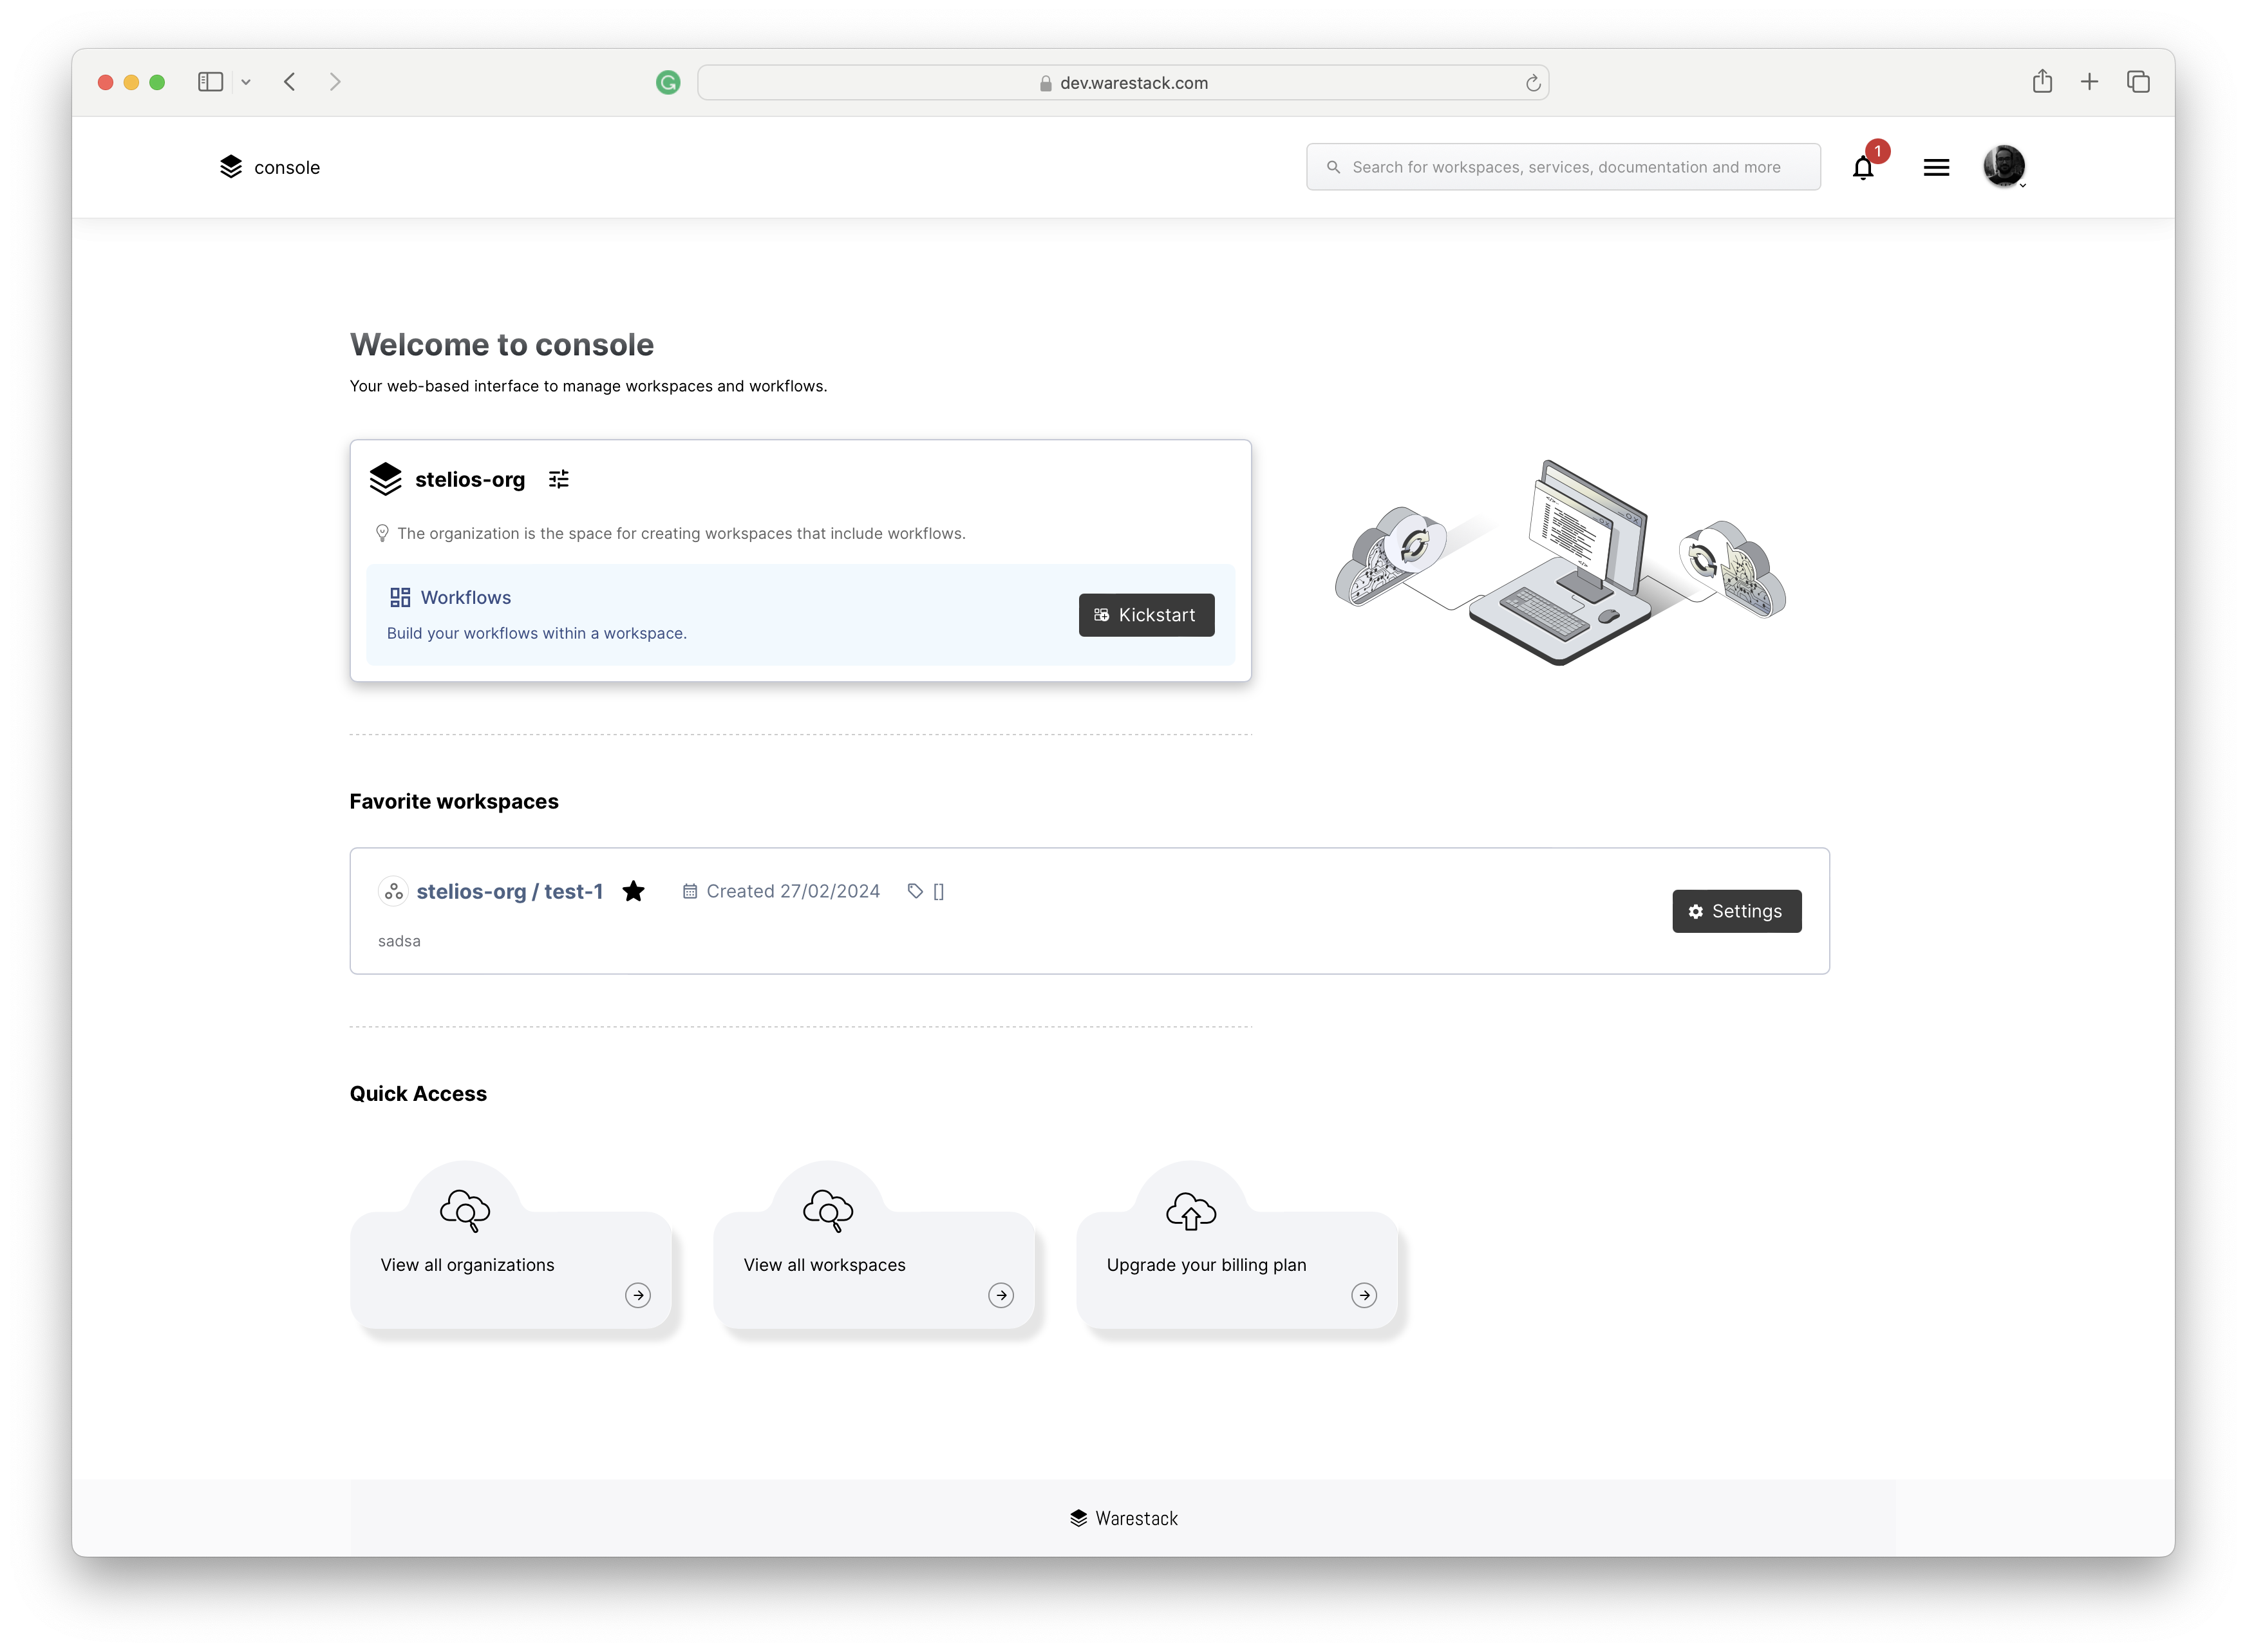 dev.warestack.com
console
Search for workspaces, services, documentation and more
1
Welcome to console
Your web-based interface to manage workspaces and workflows.
stelios-org
The organization is the space for creating workspaces that include workflows.
Workflows
Kickstart
Build your workflows within a workspace.
Favorite workspaces
stelios-org / test-1 Created 27/02/2024 []
Settings
sadsa
Quick Access
View all organizations
View all workspaces
Upgrade your billing plan
Warestack